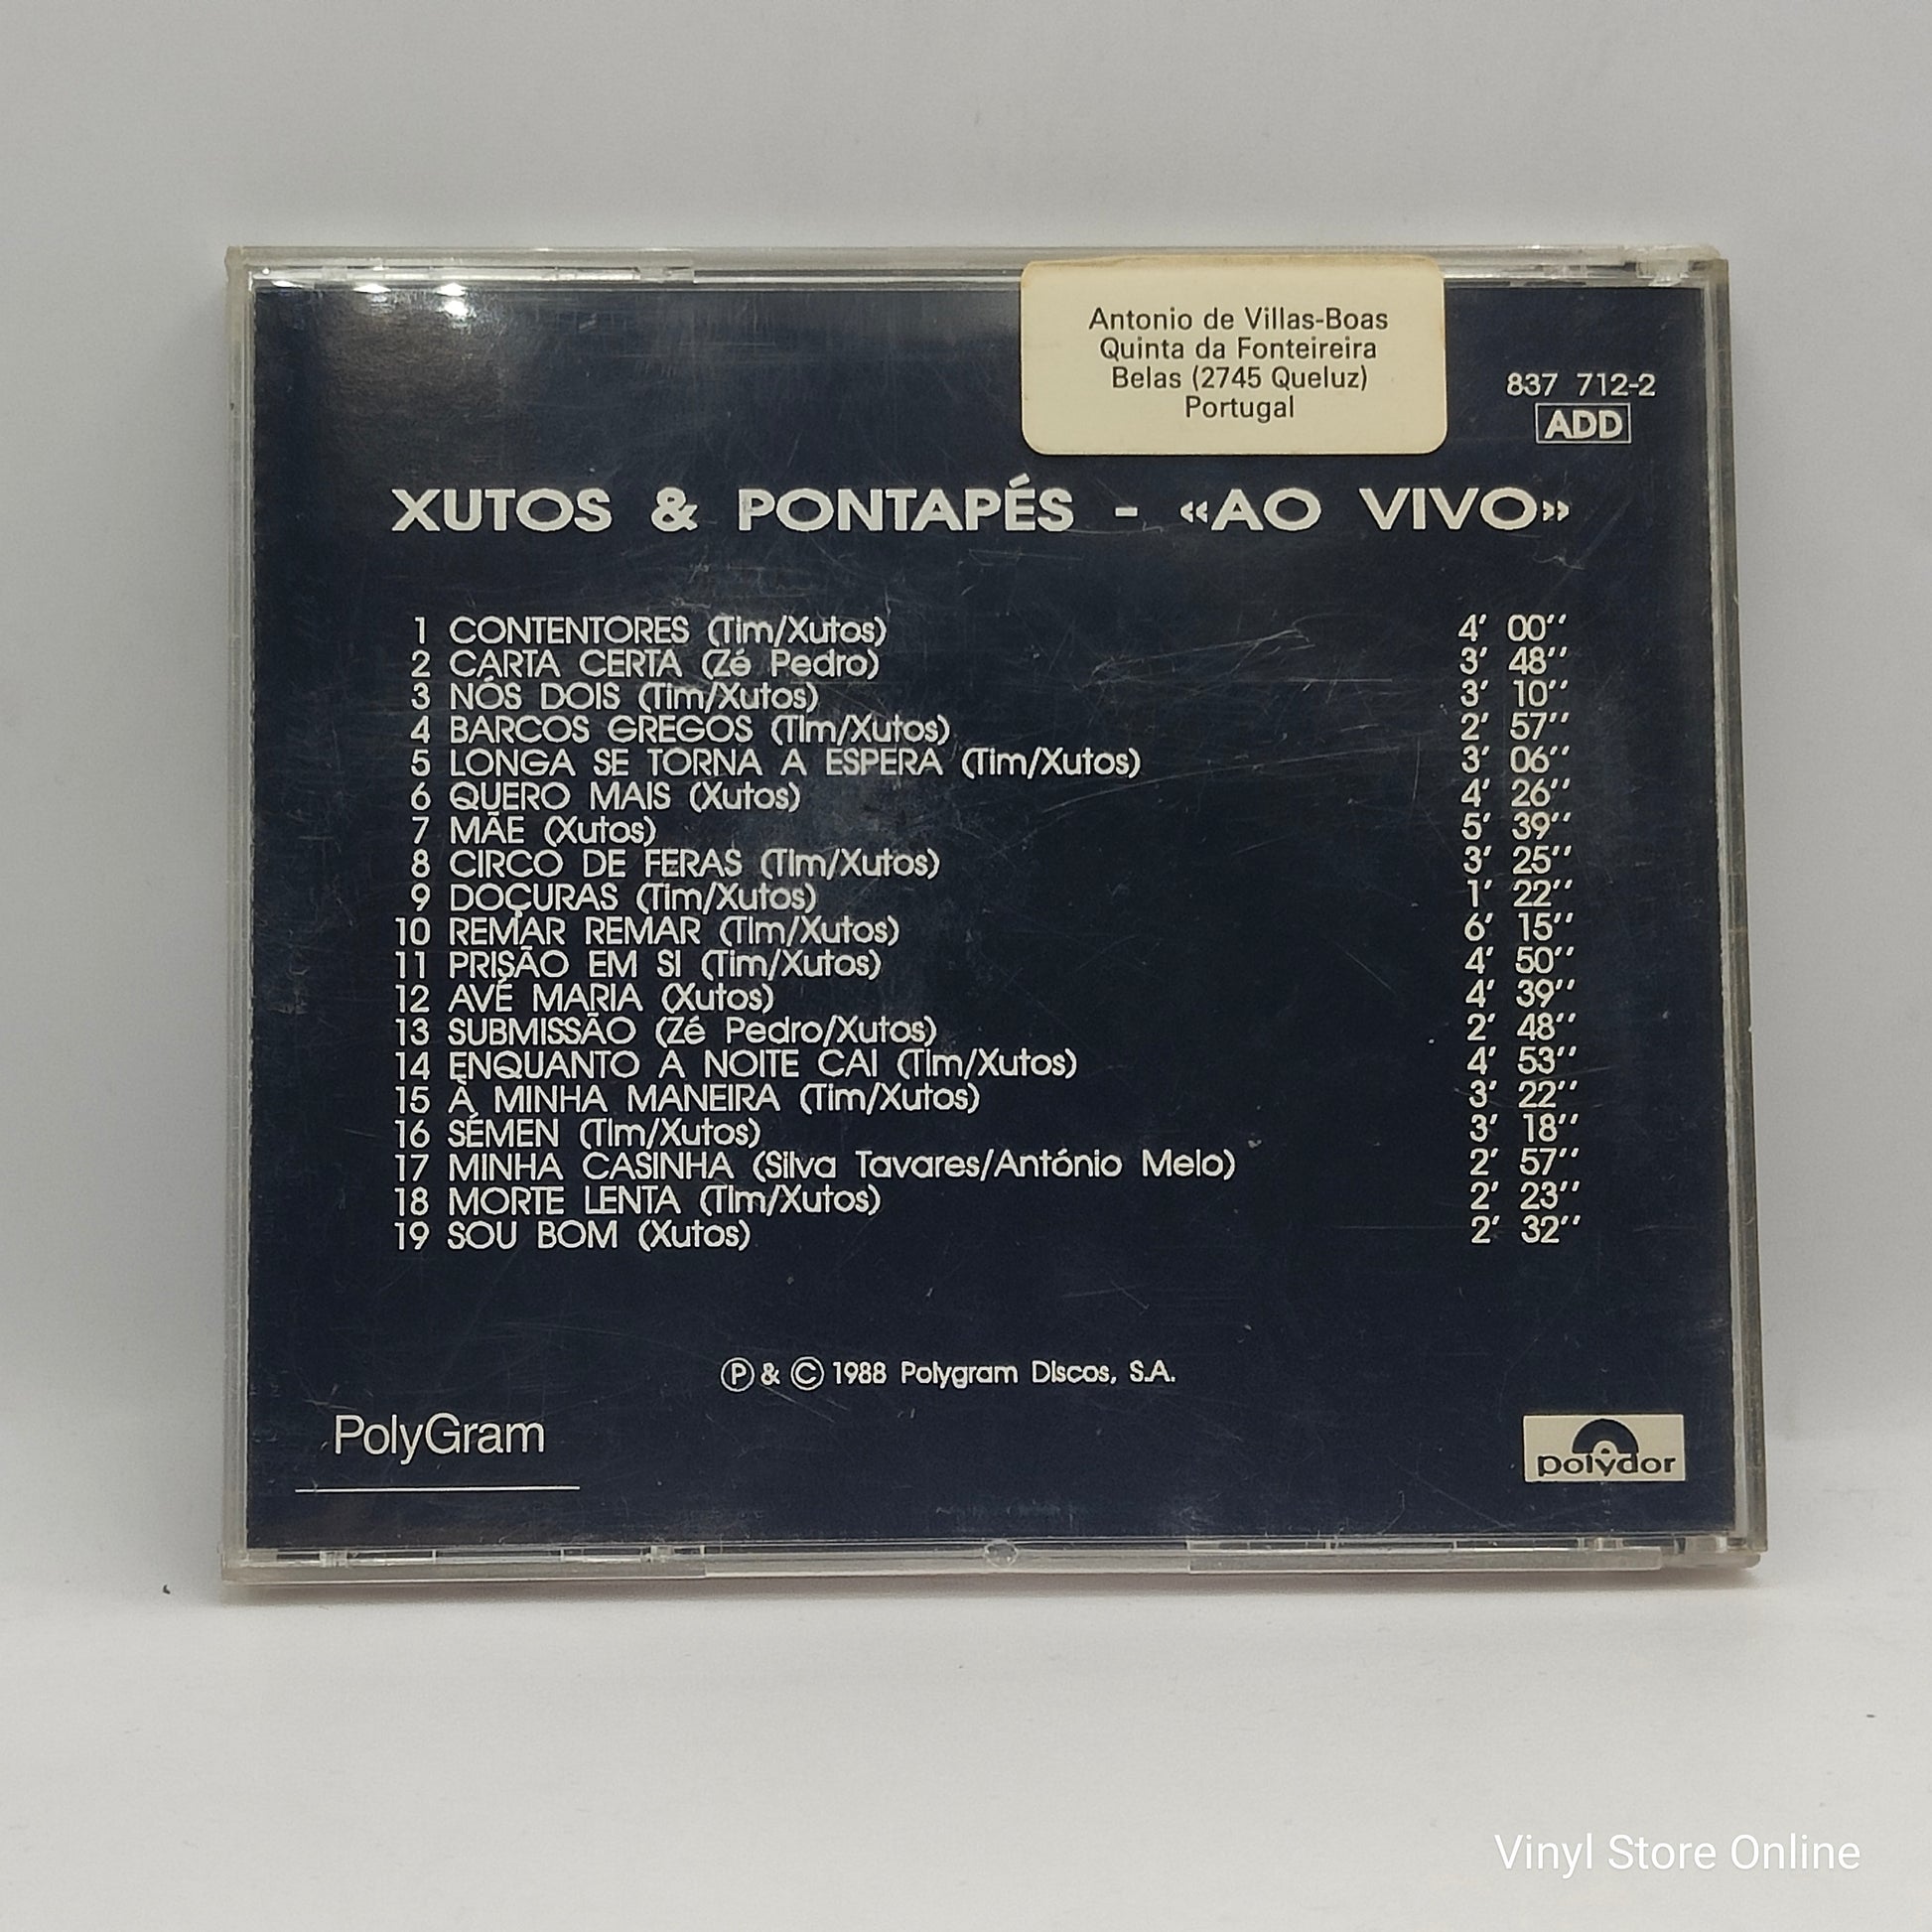 Antonio de Villas-Boas
Quinta da Fonteireira
Belas (2745 Queluz)
Portugal
837 712-2
ADD
XUTOS & PONTAPÉS - «AO VIVO»
1 CONTENTORES (Tim/Xutos) 4' 00''
2 CARTA CERTA (Zé Pedro) 3' 48''
3 NÓS DOIS (Tim/Xutos) 3' 10''
4 BARCOS GREGOS (Tim/Xutos) 2' 57''
5 LONGA SE TORNA A ESPERA (Tim/Xutos) 3' 06''
6 QUERO MAIS (Xutos) 4' 26''
7 MÃE (Xutos) 5' 39''
8 CIRCO DE FERAS (Tim/Xutos) 3' 25''
9 DOÇURAS (Tim/Xutos) 1' 22''
10 REMAR REMAR (Tim/Xutos) 6' 15''
11 PRISÃO EM SI (Tim/Xutos) 4' 50''
12 AVÉ MARIA (Xutos) 4' 39''
13 SUBMISSÃO (Zé Pedro/Xutos) 2' 48''
14 ENQUANTO A NOITE CAI (Tim/Xutos) 4' 53''
15 À MINHA MANEIRA (Tim/Xutos) 3' 22''
16 SÉMEN (Tim/Xutos) 3' 18''
17 MINHA CASINHA (Silva Tavares/António Melo) 2' 57''
18 MORTE LENTA (Tim/Xutos) 2' 23''
19 SOU BOM (Xutos) 2' 32''
Ⓟ & © 1988 Polygram Discos, S.A.
PolyGram
polydor
Vinyl Store Online